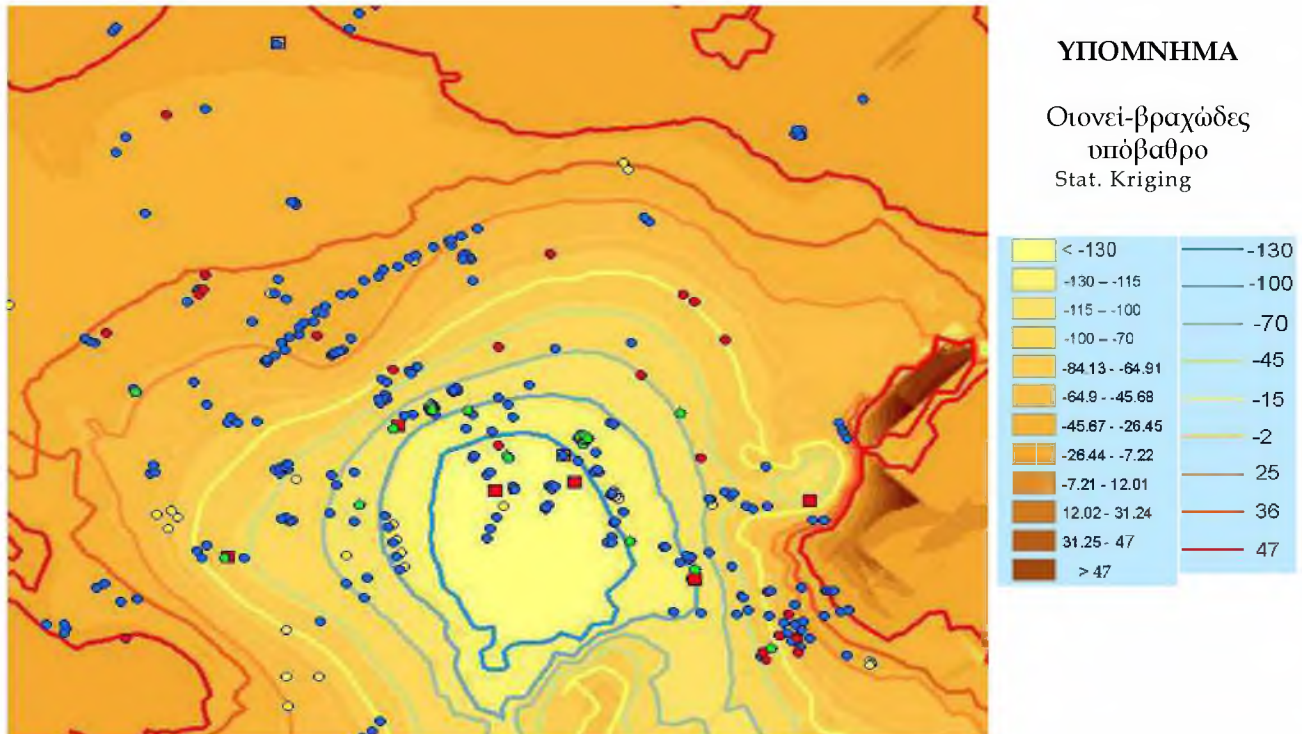 ΥΠΟΜΝΗΜΑ
Οιονεί-βραχώδες
υπόβαθρο
Stat. Kriging
< -130
-130 – -115
-115 – -100
-100 – -70
-84.13 - -64.91
-64.9 - -45.68
-45.67 - -26.45
-26.44 - -7.22
-7.21 - 12.01
12.02 - 31.24
31.25 - 47
> 47
-130
-100
-70
-45
-15
-2
25
36
47